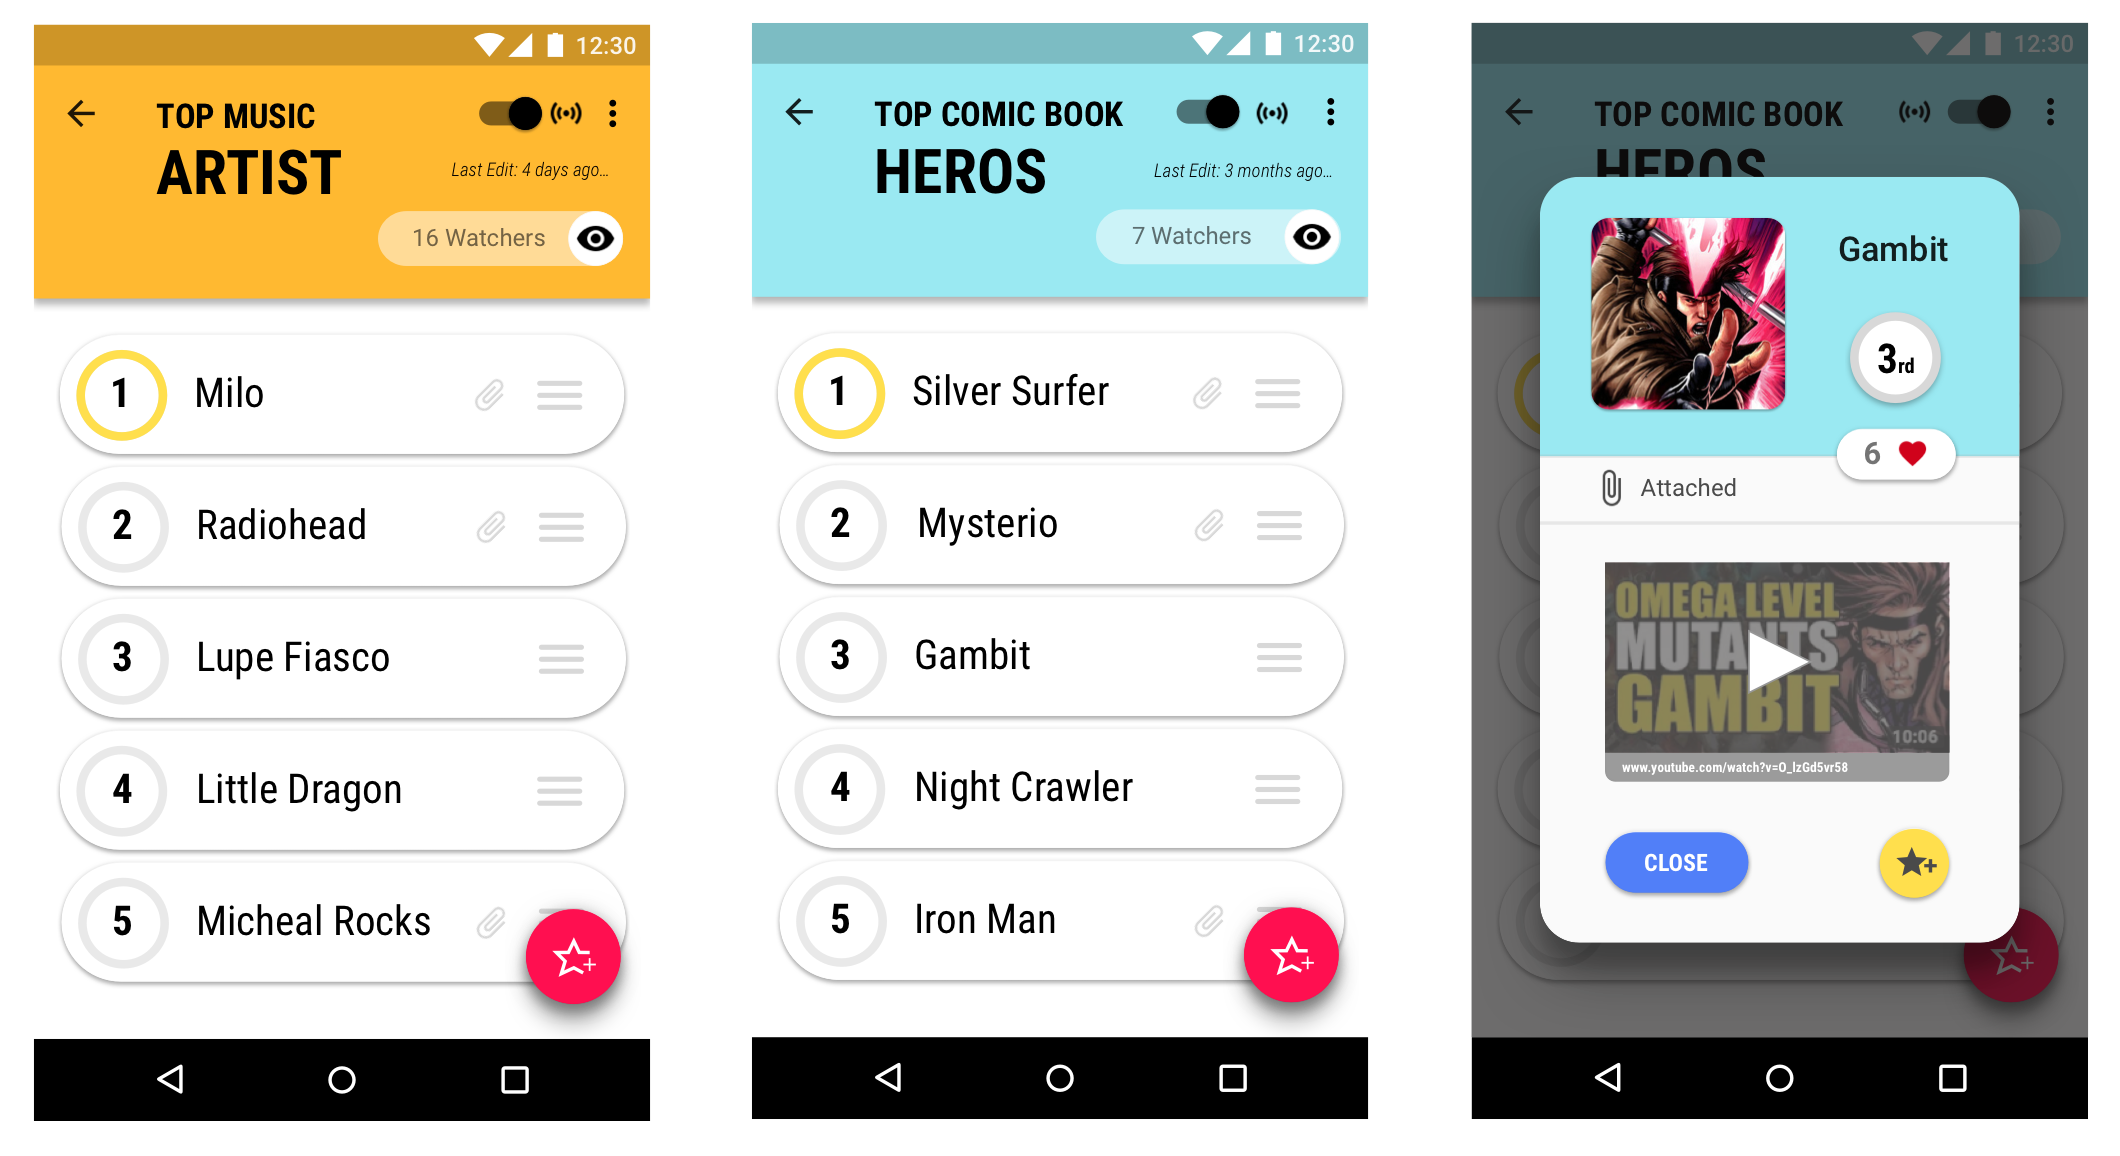 12:30
TOP MUSIC
ARTIST
Last Edit: 4 days ago...
16 Watchers
1 Milo
2 Radiohead
3 Lupe Fiasco
4 Little Dragon
5 Micheal Rocks
12:30
TOP COMIC BOOK
HEROS
Last Edit: 3 months ago...
7 Watchers
1 Silver Surfer
2 Mysterio
3 Gambit
4 Night Crawler
5 Iron Man
12:30
TOP COMIC BOOK
HEROS
Gambit
3rd
6
Attached
OMEGA LEVEL
MUTANTS
GAMBIT
10:06
www.youtube.com/watch?v=O_lzGd5vr58
CLOSE